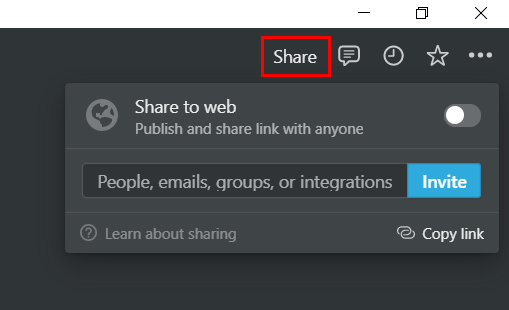 Share
Share to web
Publish and share link with anyone
People, emails, groups, or integrations Invite
Learn about sharing Copy link